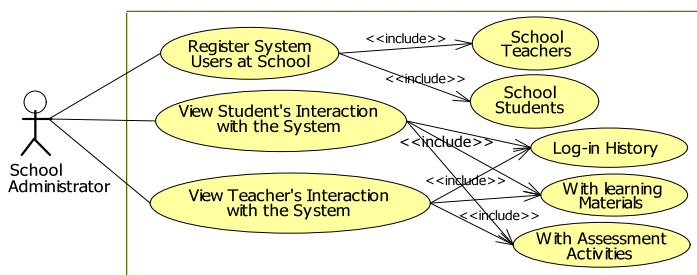 Register System
Users at School
<<include>>
School
Teachers
<<include>>
School
Students
School
Administrator
View Student's Interaction
with the System
<<include>>
Log-in History
View Teacher's Interaction
with the System
<<include>>
With learning
Materials
<<include>>
With Assessment
Activities